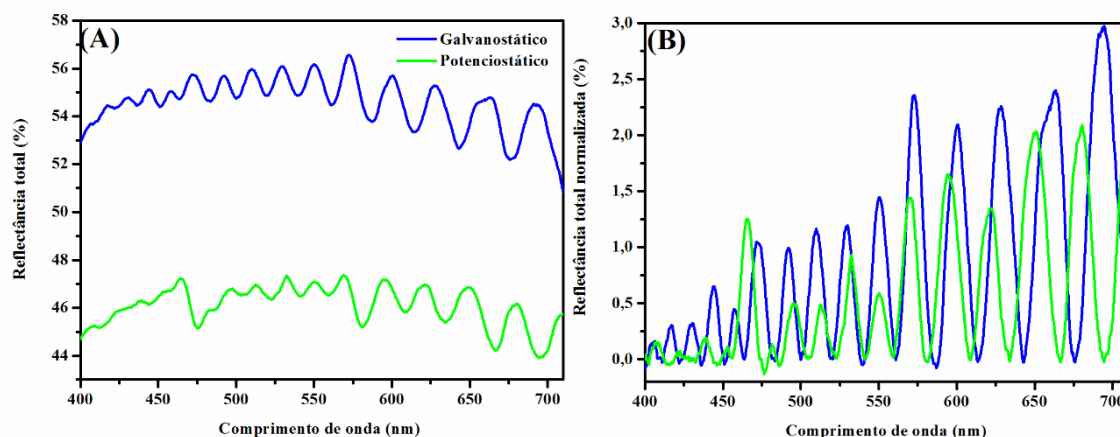 (A)
Galvanostático
Potenciostático
Reflectância total (%)
58
56
54
52
50
48
46
44
400 450 500 550 600 650 700
Comprimento de onda (nm)
(B)
Reflectância total normalizada (%)
3,0
2,5
2,0
1,5
1,0
0,5
0,0
400 450 500 550 600 650 700
Comprimento de onda (nm)